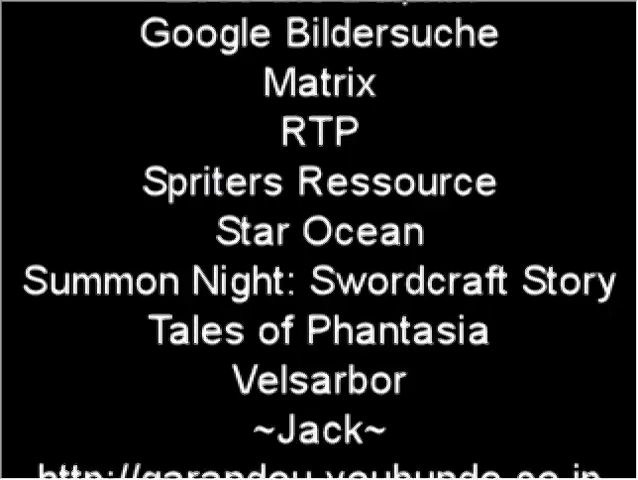 Google Bildersuche
Matrix
RTP
Spriters Ressource
Star Ocean
Summon Night: Swordcraft Story
Tales of Phantasia
Velsarbor
~Jack~